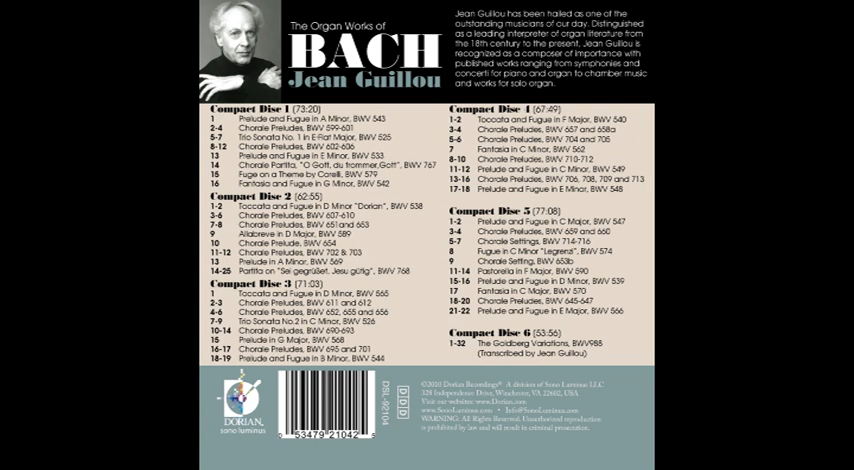 The Organ Works of
BACH
Jean Guillou
Jean Guillou has been hailed as one of the
outstanding musicians of our day. Distinguished
as a leading interpreter of organ literature from
the 18th century to the present, Jean Guillou is
recognized as a composer of importance with
published works ranging from symphonies and
concerti for piano and organ to chamber music
and works for solo organ.
Compact Disc 1 (73:20)
1 Prelude and Fugue in A Minor, BWV 543
2-4 Chorale Preludes, BWV 599-601
5-7 Trio Sonata No. 1 in E-flat Major, BWV 525
8-12 Chorale Preludes, BWV 602-606
13 Prelude and Fugue in E Minor, BWV 533
14 Chorale Partita, "O Gott, du frommer,Gott", BWV 767
15 Fuge on a Theme by Corelli, BWV 579
16 Fantasia and Fugue in G Minor, BWV 542
Compact Disc 2 (62:55)
1-2 Toccata and Fugue in D Minor "Dorian", BWV 538
3-6 Chorale Preludes, BWV 607-610
7-8 Chorale Preludes, BWV 651and 653
9 Allabreve in D Major, BWV 589
10 Chorale Prelude, BWV 654
11-12 Chorale Preludes, BWV 702 & 703
13 Prelude in A Minor, BWV 569
14-25 Partita on "Sei gegrüßet, Jesu gütig", BWV 768
Compact Disc 3 (71:03)
1 Toccata and Fugue in D Minor, BWV 565
2-3 Chorale Preludes, BWV 611 and 612
4-6 Chorale Preludes, BWV 652, 655 and 656
7-9 Trio Sonata No.2 in C Minor, BWV 526
10-14 Chorale Preludes, BWV 690-693
15 Prelude in G Major, BWV 568
16-17 Chorale Preludes, BWV 695 and 701
18-19 Prelude and Fugue in B Minor, BWV 544
Compact Disc 4 (67:49)
1-2 Toccata and Fugue in F Major, BWV 540
3-4 Chorale Preludes, BWV 657 and 658a
5-6 Chorale Preludes, BWV 704 and 705
7 Fantasia in C Minor, BWV 562
8-10 Chorale Preludes, BWV 710-712
11-12 Prelude and Fugue in C Minor, BWV 549
13-16 Chorale Preludes, BWV 706, 708, 709 and 713
17-18 Prelude and Fugue in E Minor, BWV 548
Compact Disc 5 (77:08)
1-2 Prelude and Fugue in C Major, BWV 547
3-4 Chorale Preludes, BWV 659 and 660
5-7 Chorale Settings, BWV 714-716
8 Fugue in C Minor "Legrenzi", BWV 574
9 Chorale Setting, BWV 653b
11-14 Pastorella in F Major, BWV 590
15-16 Prelude and Fugue in D Minor, BWV 539
17 Fantasia in C Major, BWV 570
18-20 Chorale Preludes, BWV 645-647
21-22 Prelude and Fugue in E Major, BWV 566
Compact Disc 6 (53:56)
1-32 The Goldberg Variations, BWV988
(Transcribed by Jean Guillou)
DORIAN
sono luminus
53479 21042
DSL-92104
DDD
©2010 Dorian Recordings® A division of Sono Luminus LLC
328 Independence Drive, Winchester, VA 22602, USA
Visit our website: www.Dorian.com
www.SonoLuminus.com • Info@SonoLuminus.com
WARNING: All Rights Reserved. Unauthorized reproduction
is prohibited by law and will result in criminal prosecution.